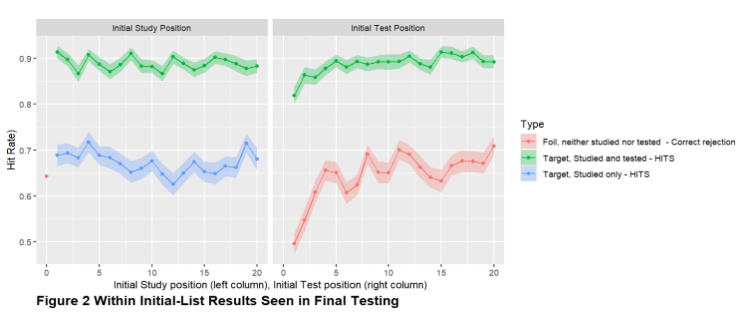 Initial Study Position
Initial Test Position
0.9
0.8
0.7
0.6
0.5
Hit Rate)
0 5 10 15 20
0 5 10 15 20
Initial Study position (left column), Initial Test position (right column)
Type
Foil, neither studied nor tested - Correct rejection
Target, Studied and tested - HITS
Target, Studied only - HITS
Figure 2 Within Initial-List Results Seen in Final Testing